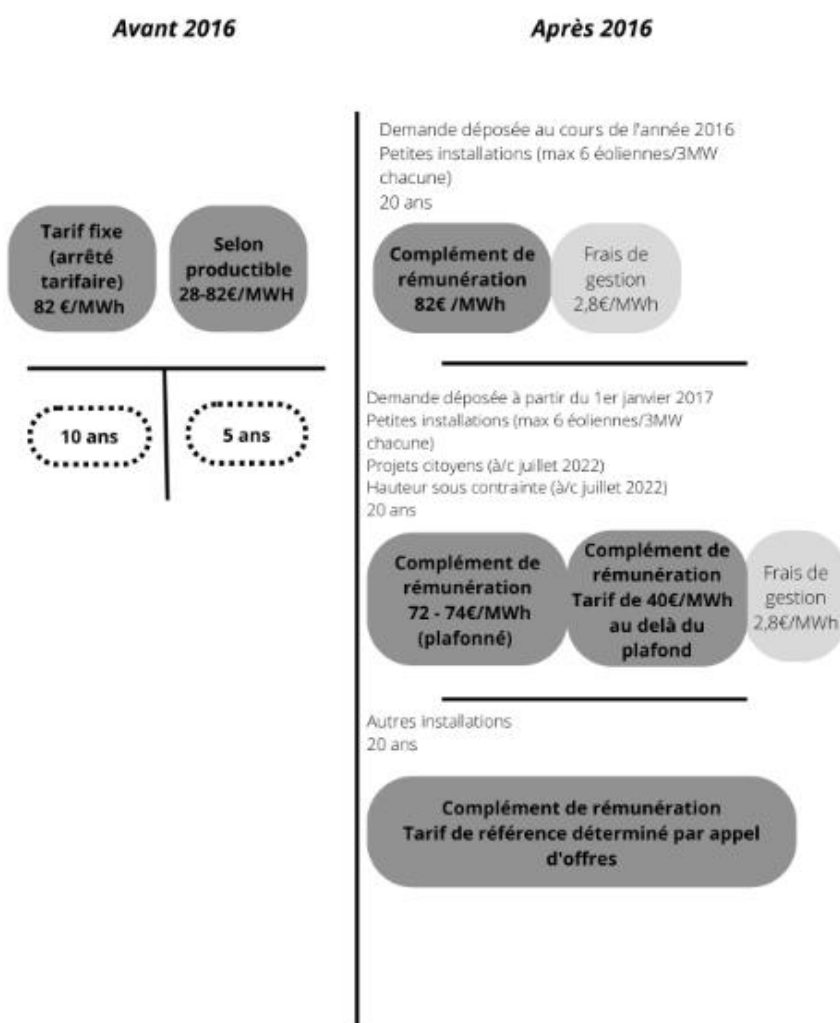 Avant 2016
Après 2016
Tarif fixe
(arrêté
tarifaire)
82 €/MWh
Selon
productible
28-82€/MWH
10 ans
5 ans
Demande déposée au cours de l'année 2016
Petites installations (max 6 éoliennes/3MW
chacune)
20 ans
Complément de
rémunération
82€ /MWh
Frais de
gestion
2,8€/MWh
Demande déposée à partir du 1er janvier 2017
Petites installations (max 6 éoliennes/3MW
chacune)
Projets citoyens (à/c juillet 2022)
Hauteur sous contrainte (à/c juillet 2022)
20 ans
Complément de
rémunération
72 - 74€/MWh
(plafonné)
Complément de
rémunération
Tarif de 40€/MWh
au delà du
plafond
Frais de
gestion
2,8€/MWh
Autres installations
20 ans
Complément de rémunération
Tarif de référence déterminé par appel
d'offres